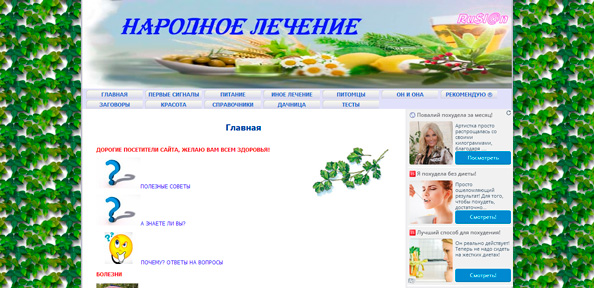 НАРОДНОЕ ЛЕЧЕНИЕ
RuSl@n
ГЛАВНАЯ ПЕРВЫЕ СИГНАЛЫ ПИТАНИЕ ИНОЕ ЛЕЧЕНИЕ ПИТОМЦЫ ОН И ОНА РЕКОМЕНДУЮ
ЗАГОВОРЫ КРАСОТА СПРАВОЧНИКИ ДАЧНИЦА ТЕСТЫ
Главная
ДОРОГИЕ ПОСЕТИТЕЛИ САЙТА, ЖЕЛАЮ ВАМ ВСЕМ ЗДОРОВЬЯ!
ПОЛЕЗНЫЕ СОВЕТЫ
А ЗНАЕТЕ ЛИ ВЫ?
ПОЧЕМУ? ОТВЕТЫ НА ВОПРОСЫ
БОЛЕЗНИ
Повалий похудела за месяц!
Артистка просто
распрощалась со
своими
килограммами,
благодаря ...
Посмотреть
Я похудела без диеты!
Просто
ошеломляющий
результат! Для того,
чтобы похудеть,
достаточно...
Смотреть!
Лучший способ для похудения!
Он реально действует!
Теперь не надо сидеть
на жестких диетах!
Смотреть!